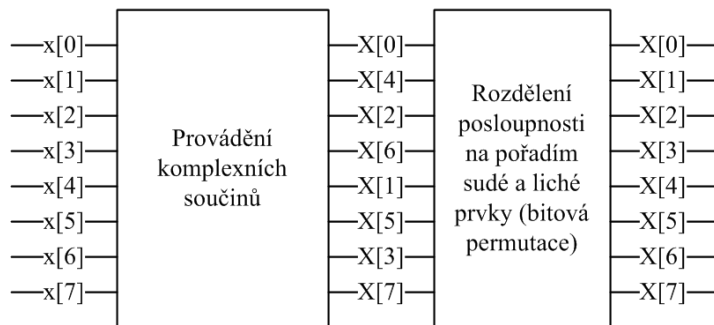 x[0]
x[1]
x[2]
x[3]
x[4]
x[5]
x[6]
x[7]
Provádění
komplexních
součinů
X[0]
X[4]
X[2]
X[6]
X[1]
X[5]
X[3]
X[7]
Rozdělení
posloupnosti
na pořadím
sudé a liché
prvky (bitová
permutace)
X[0]
X[1]
X[2]
X[3]
X[4]
X[5]
X[6]
X[7]